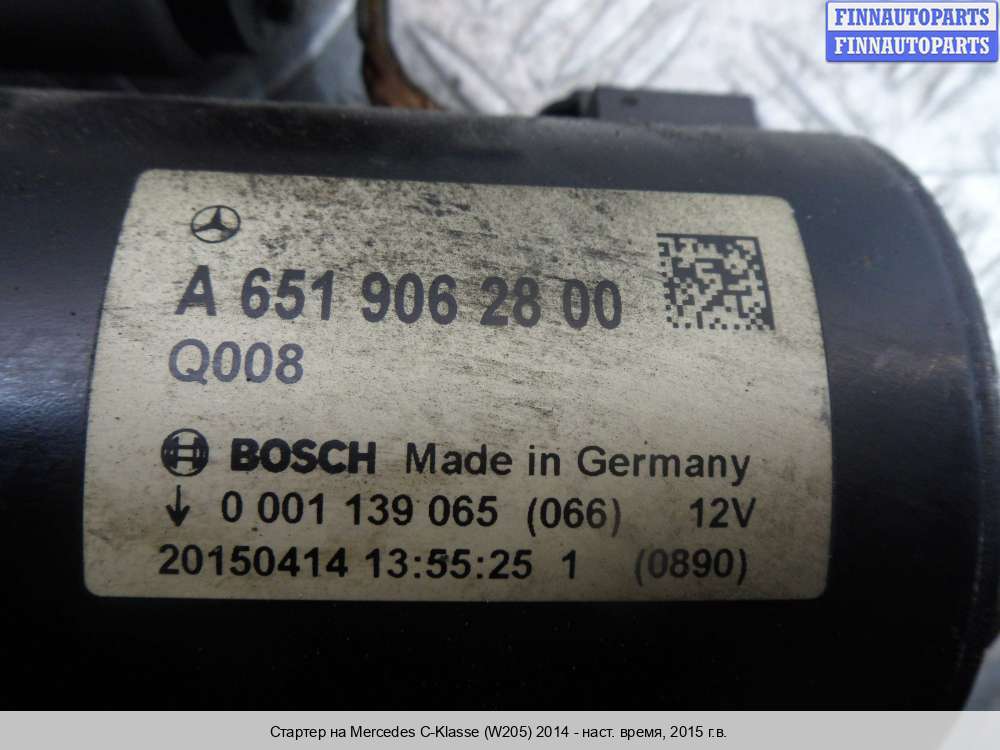 FINNAUTOPARTS
FINNAUTOPARTS
A 651 906 28 00
Q008
BOSCH Made in Germany
↓ 0 001 139 065 (066) 12V
20150414 13:55:25 1 (0890)
Стартер на Mercedes C-Klasse (W205) 2014 - наст. время, 2015 г.в.